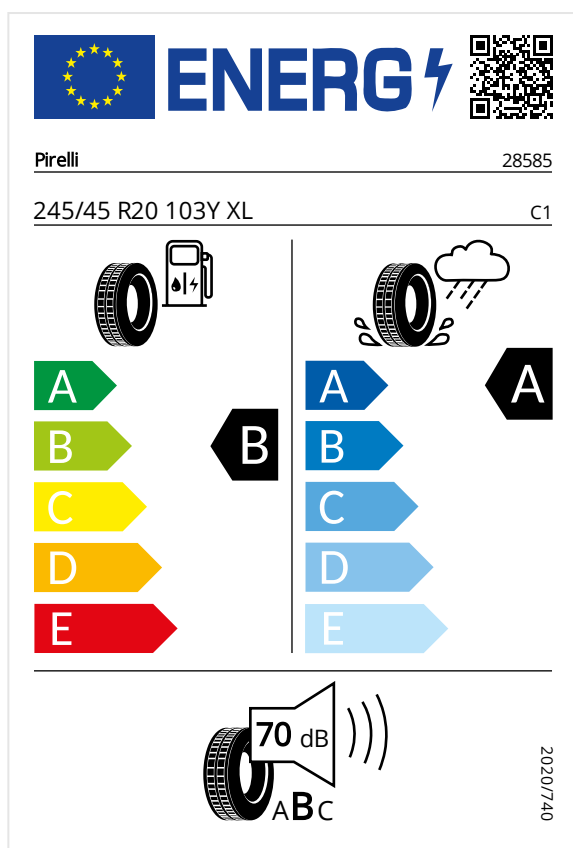 ENERG
Pirelli 28585
245/45 R20 103Y XL C1
A A A
B B B
C C
D D
E E
70 dB
ABC
2020/740